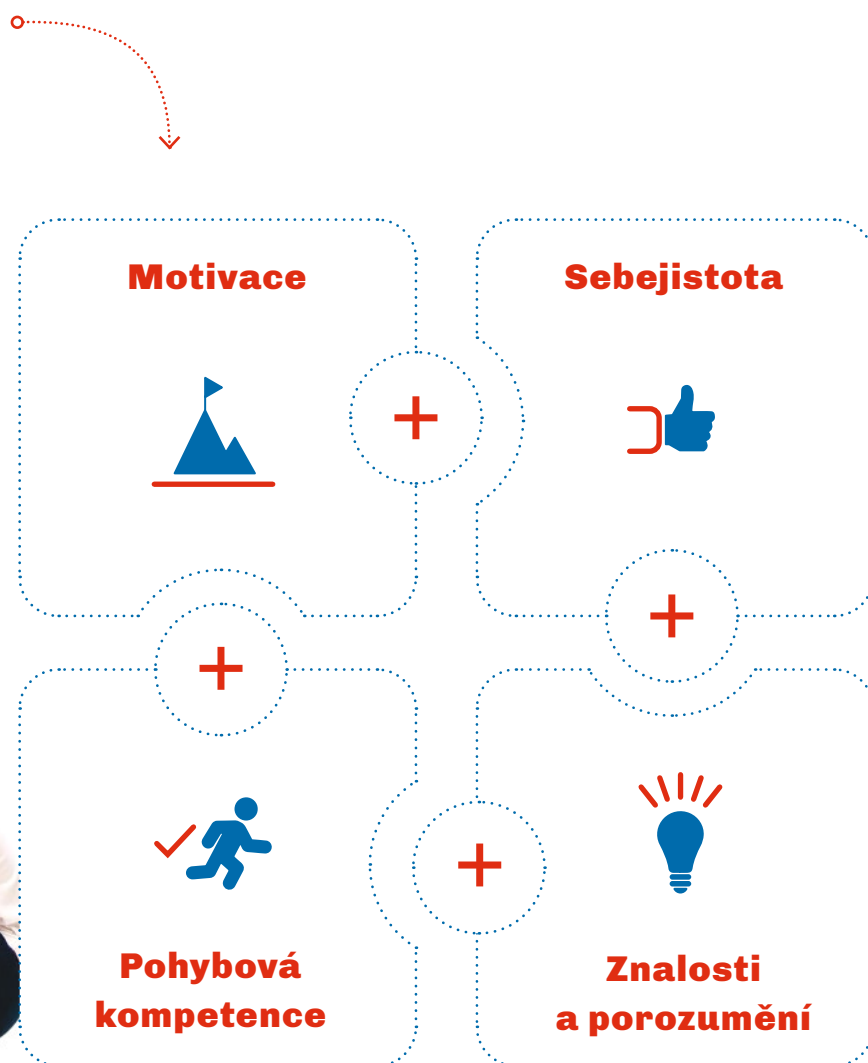 Motivace
Sebejistota
Pohybová
kompetence
Znalosti
a porozumění